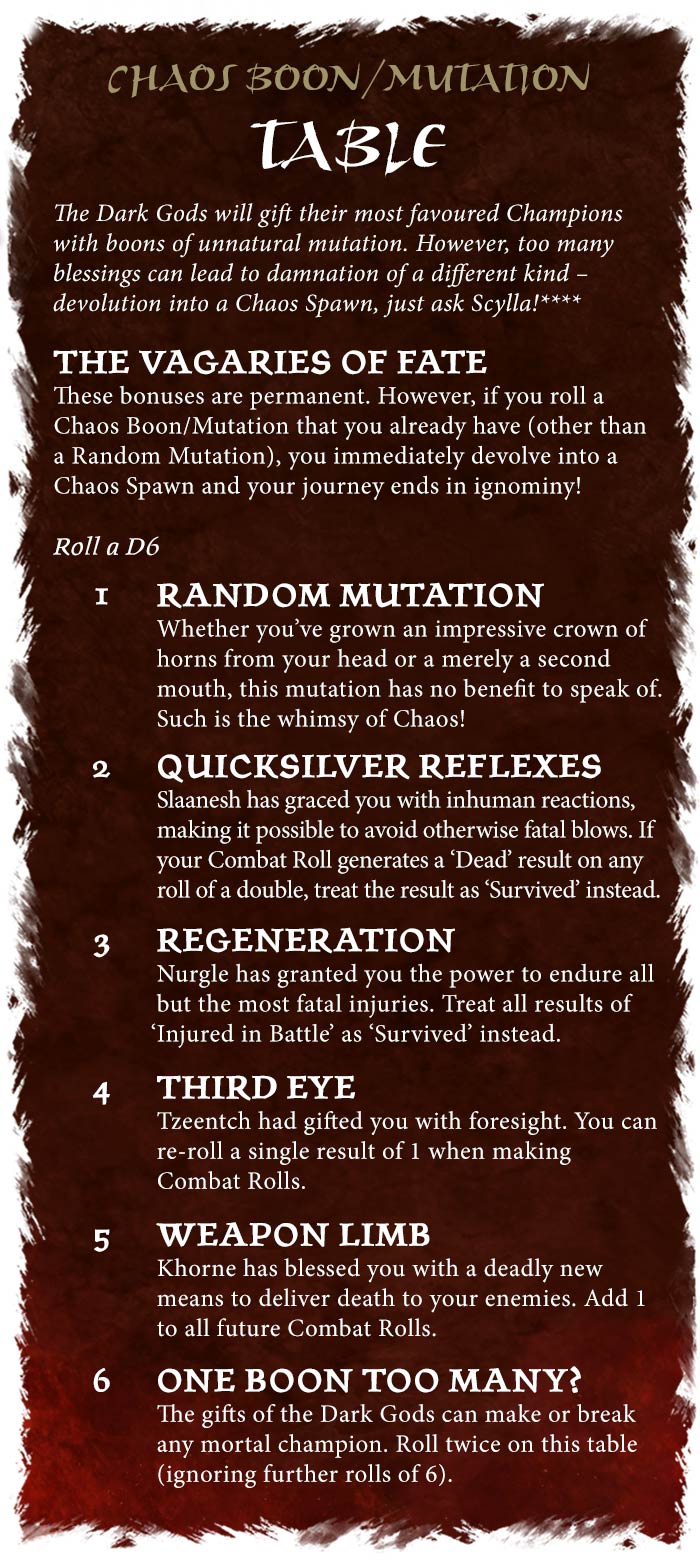 CHAOS BOON/MUTATION
TABLE
The Dark Gods will gift their most favoured Champions
with boons of unnatural mutation. However, too many
blessings can lead to damnation of a different kind –
devolution into a Chaos Spawn, just ask Scylla!****
THE VAGARIES OF FATE
These bonuses are permanent. However, if you roll a
Chaos Boon/Mutation that you already have (other than
a Random Mutation), you immediately devolve into a
Chaos Spawn and your journey ends in ignominy!
Roll a D6
1 RANDOM MUTATION
Whether you've grown an impressive crown of
horns from your head or a merely a second
mouth, this mutation has no benefit to speak of.
Such is the whimsy of Chaos!
2 QUICKSILVER REFLEXES
Slaanesh has graced you with inhuman reactions,
making it possible to avoid otherwise fatal blows. If
your Combat Roll generates a ‘Dead’ result on any
roll of a double, treat the result as ‘Survived’ instead.
3 REGENERATION
Nurgle has granted you the power to endure all
but the most fatal injuries. Treat all results of
‘Injured in Battle’ as ‘Survived’ instead.
4 THIRD EYE
Tzeentch had gifted you with foresight. You can
re-roll a single result of 1 when making
Combat Rolls.
5 WEAPON LIMB
Khorne has blessed you with a deadly new
means to deliver death to your enemies. Add 1
to all future Combat Rolls.
6 ONE BOON TOO MANY?
The gifts of the Dark Gods can make or break
any mortal champion. Roll twice on this table
(ignoring further rolls of 6).